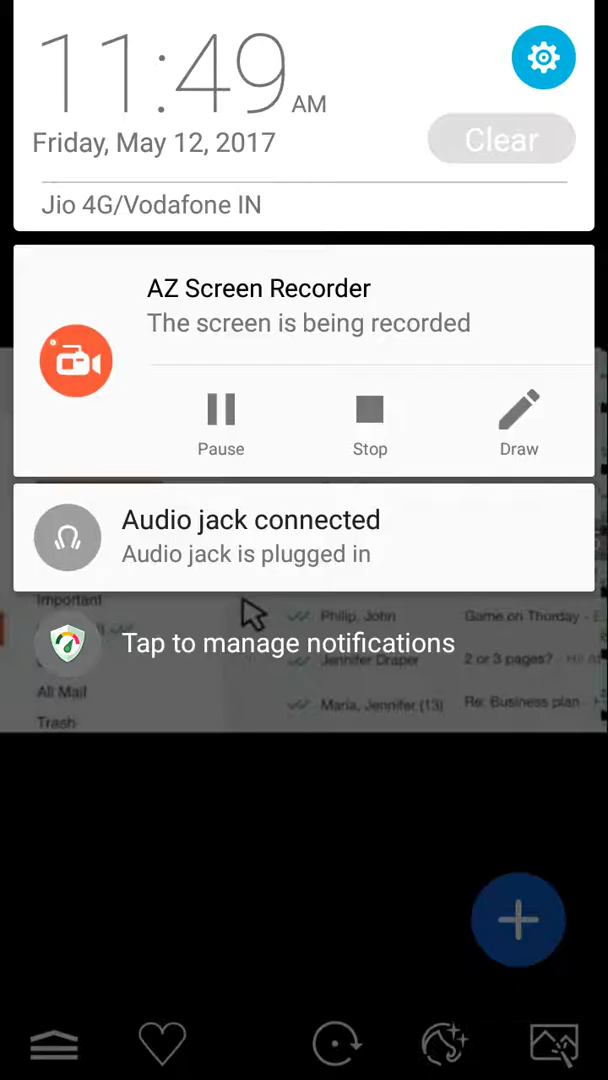 11:49 AM
Friday, May 12, 2017
Clear
Jio 4G/Vodafone IN
AZ Screen Recorder
The screen is being recorded
Pause Stop Draw
Audio jack connected
Audio jack is plugged in
Important
Philip, John Game on Thurday - E
Tap to manage notifications
Jennifer Draper 2 or 3 pages?
All Mail
Maria, Jennifer (13) Re: Business plan
Trash